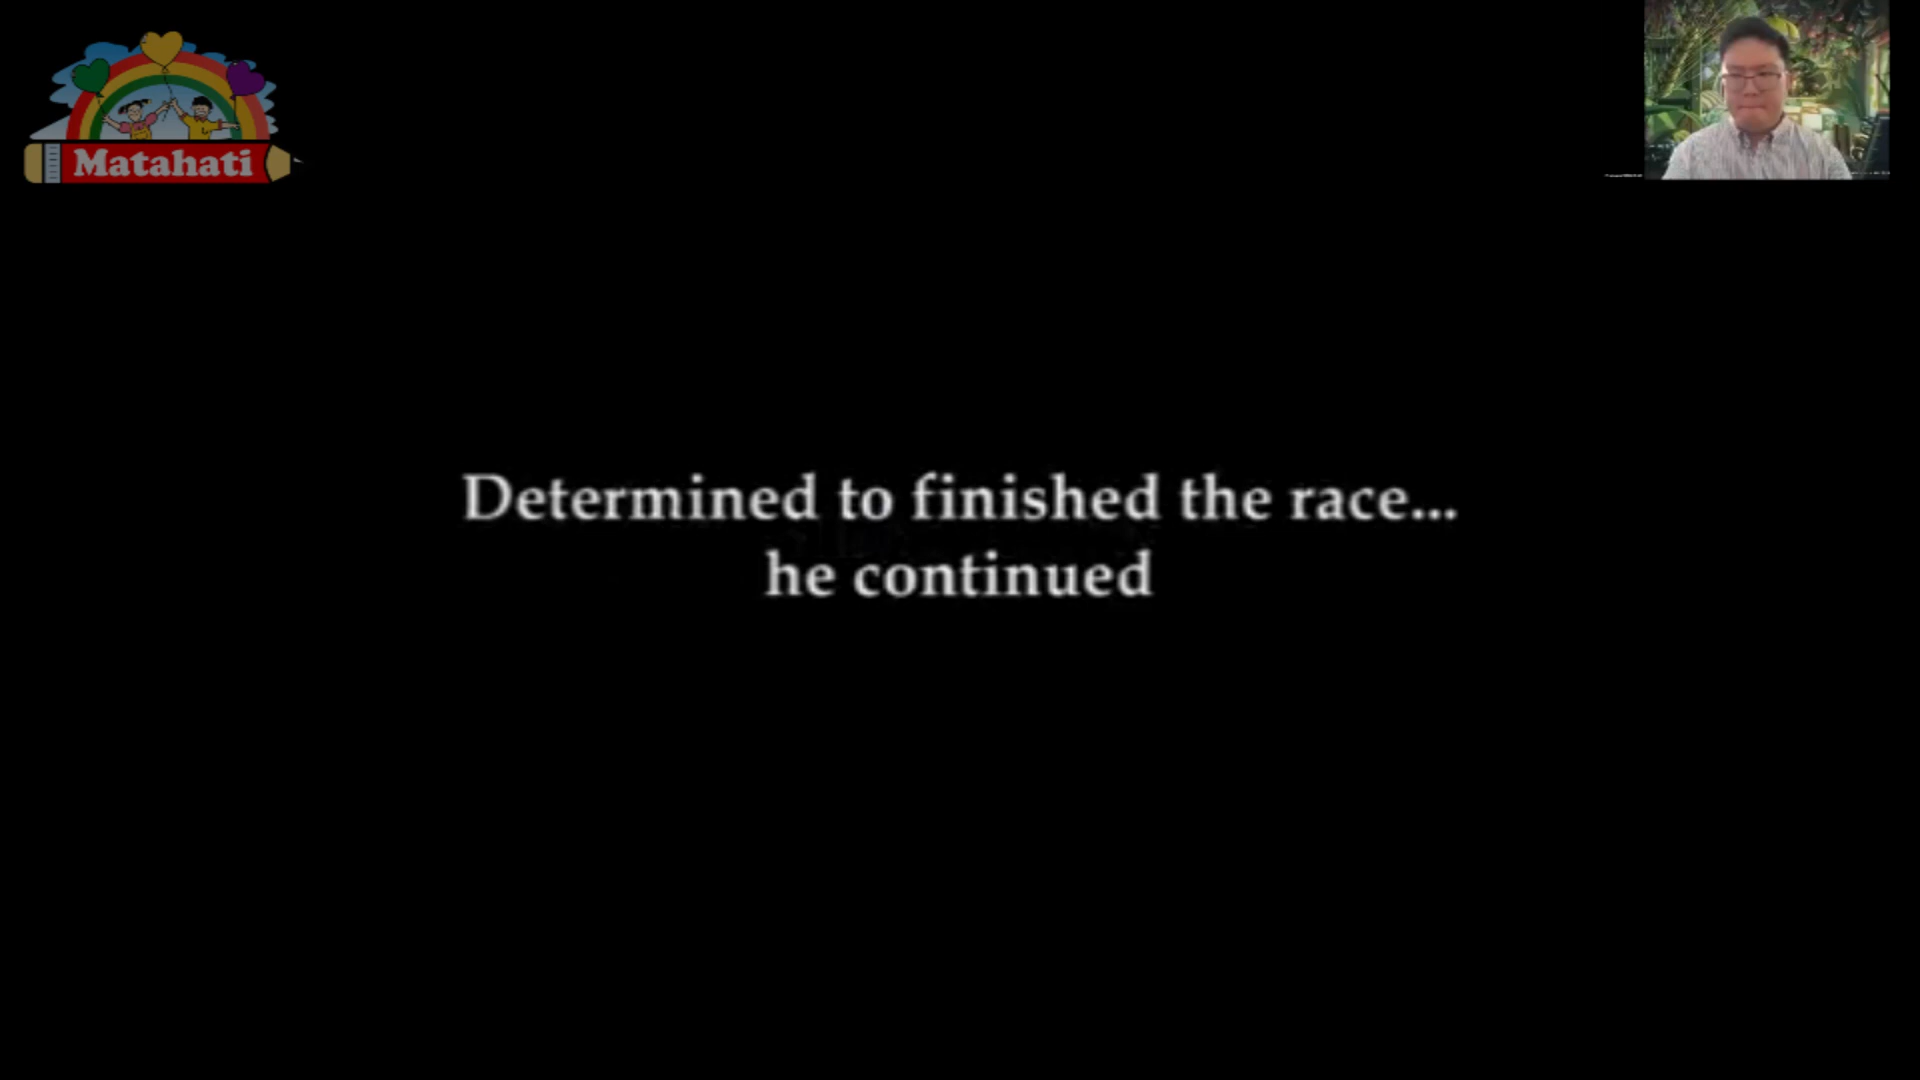 Matahati
Determined to finished the race...
he continued